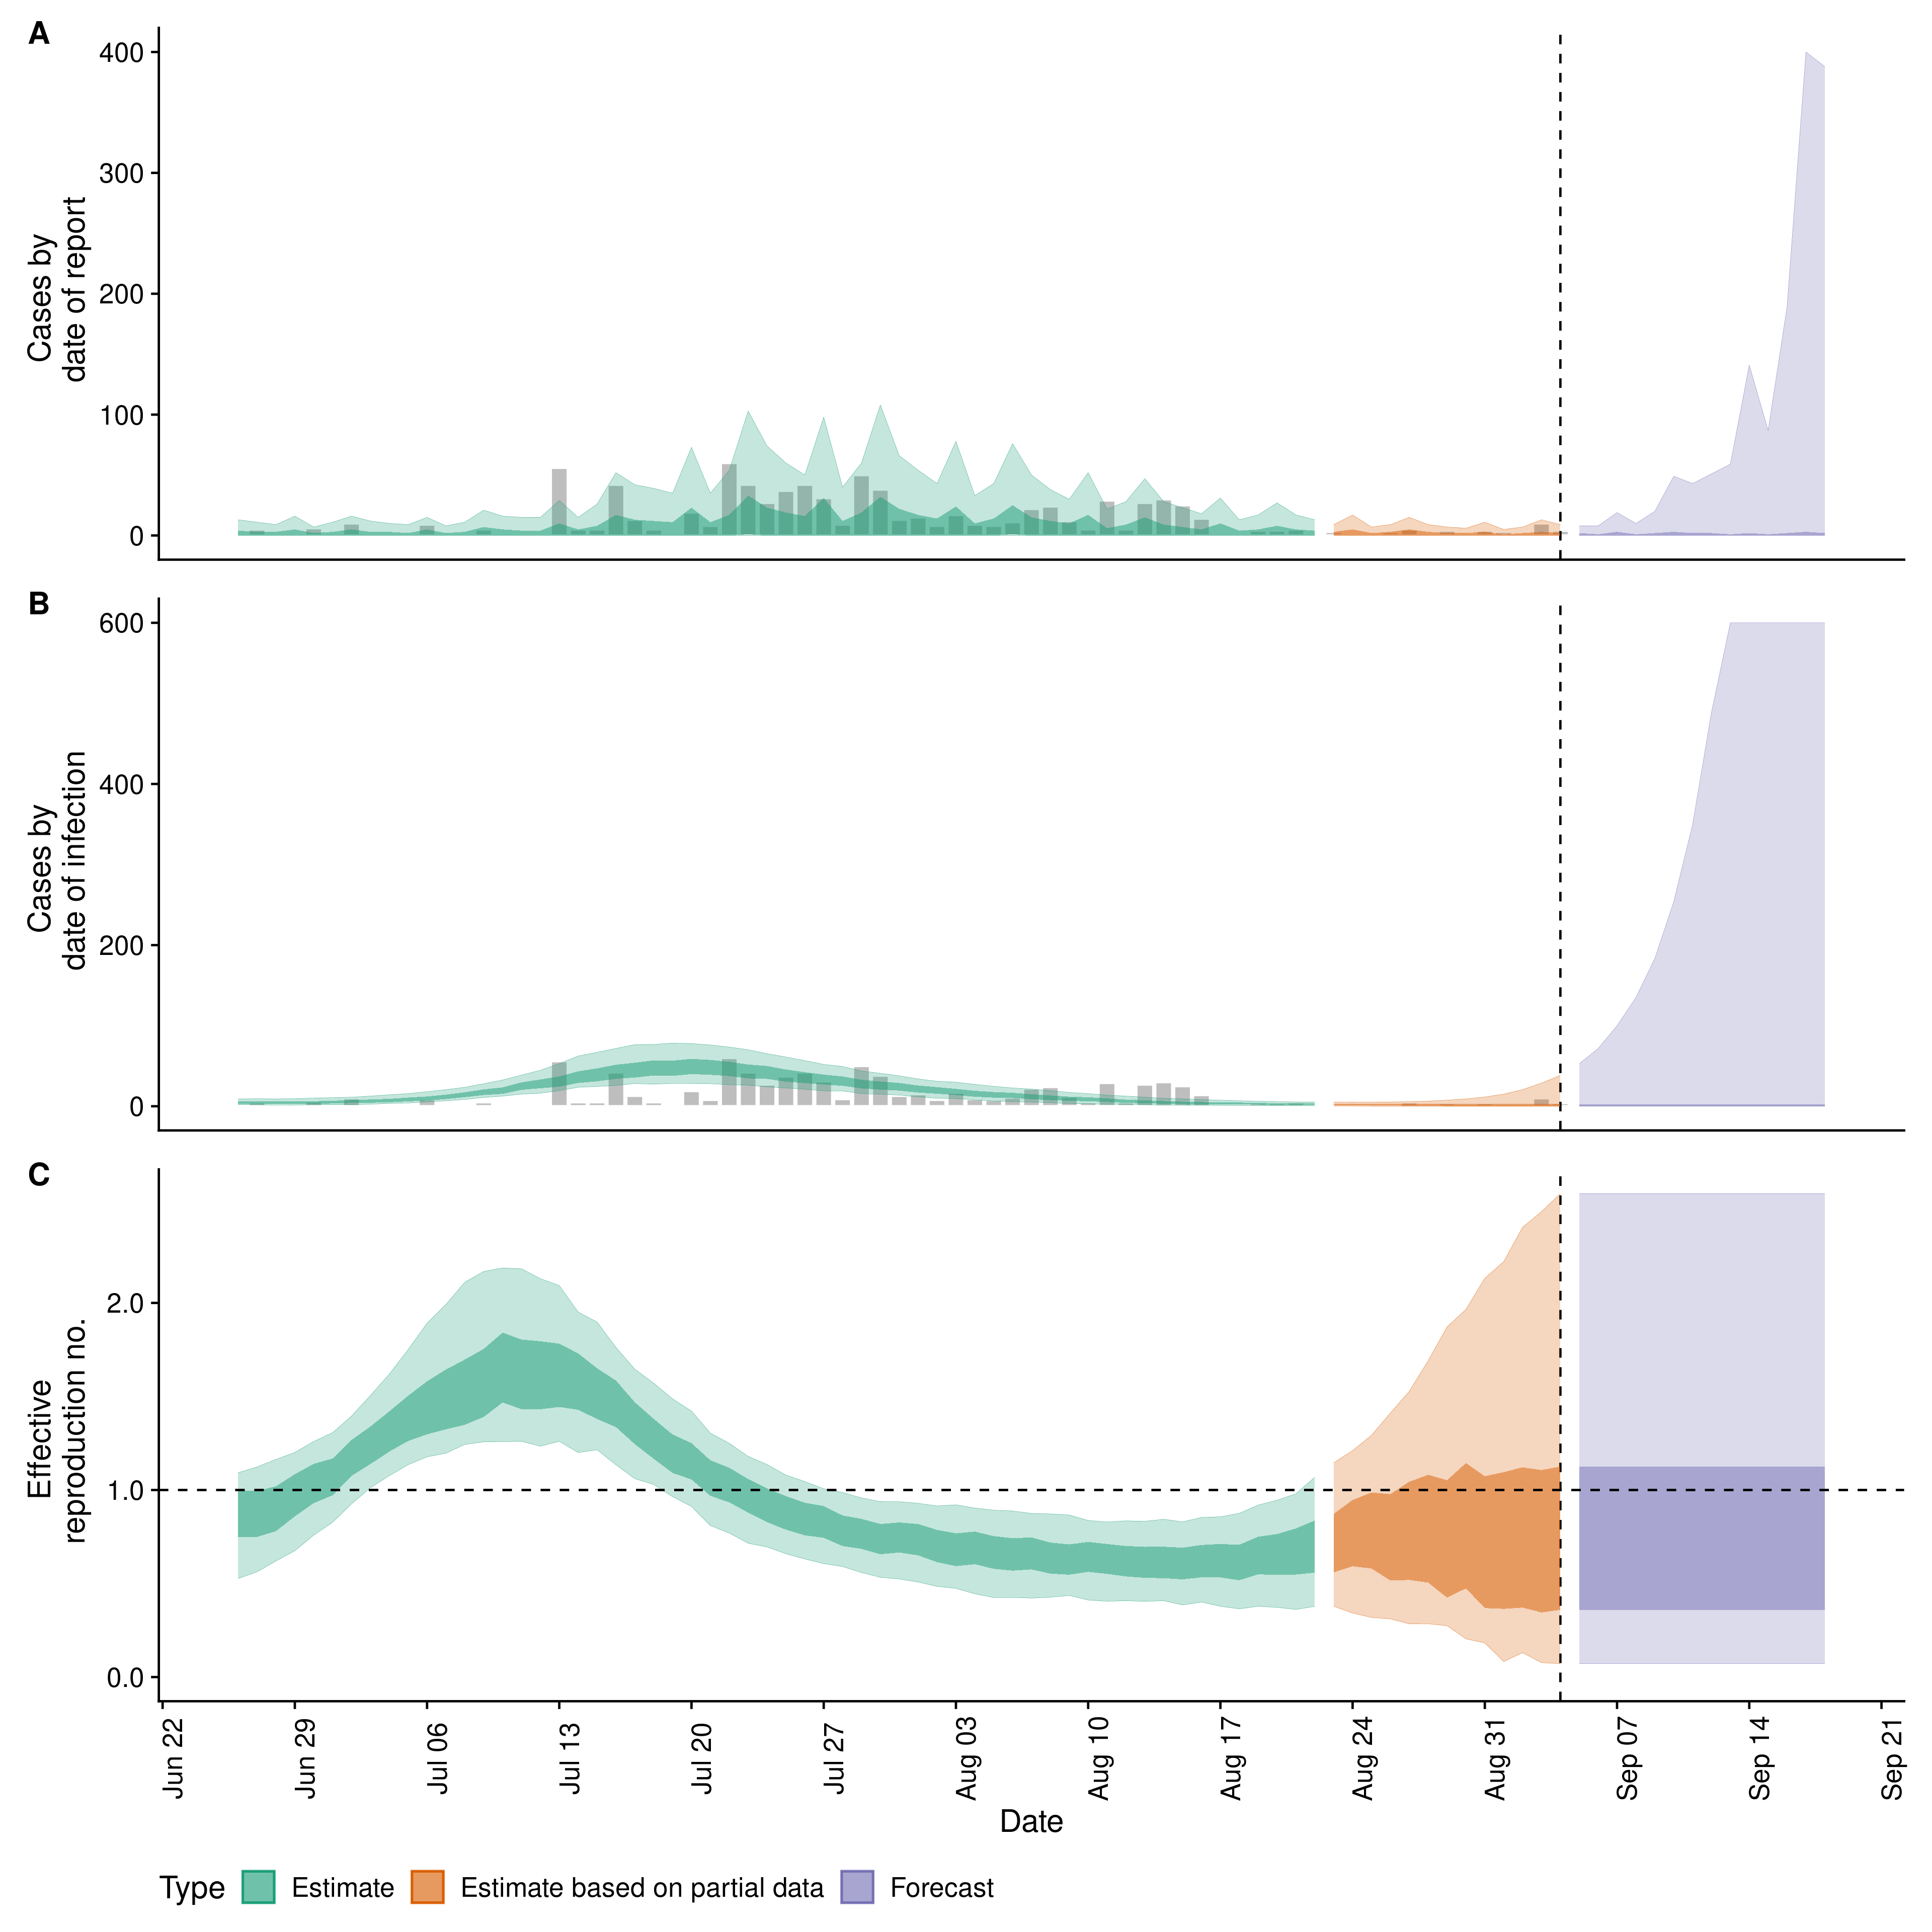 A
400
300
200
100
0
Cases by
date of report
B
600
400
200
0
Cases by
date of infection
C
2.0
1.0
0.0
Effective
reproduction no.
Jun 22
Jun 29
Jul 06
Jul 13
Jul 20
Jul 27
Aug 03
Aug 10
Aug 17
Aug 24
Aug 31
Sep 07
Sep 14
Sep 21
Date
Type Estimate Estimate based on partial data Forecast